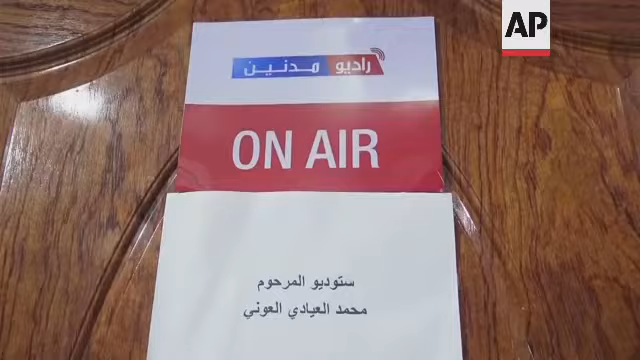 AP
راديو مدنين
ON AIR
ستوديو المرحوم
محمد العيادي العوني